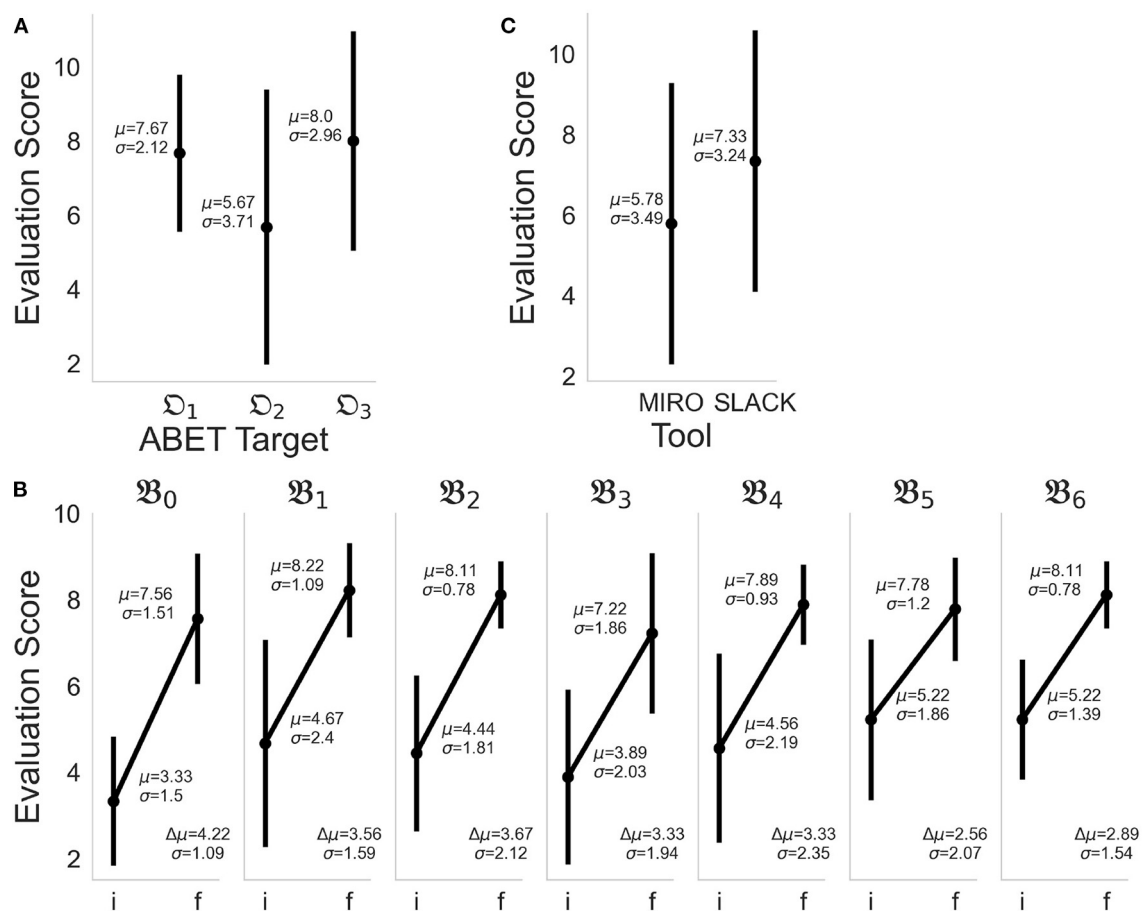 A
Evaluation Score
10
8
6
4
2
μ=7.67
σ=2.12
μ=5.67
σ=3.71
μ=8.0
σ=2.96
𝔇1
𝔇2
𝔇3
ABET Target
C
Evaluation Score
10
8
6
4
2
μ=5.78
σ=3.49
μ=7.33
σ=3.24
MIRO SLACK
Tool
B
Evaluation Score
10
8
6
4
2
𝔅0
μ=7.56
σ=1.51
μ=3.33
σ=1.5
Δμ=4.22
σ=1.09
i f
𝔅1
μ=8.22
σ=1.09
μ=4.67
σ=2.4
Δμ=3.56
σ=1.59
i f
𝔅2
μ=8.11
σ=0.78
μ=4.44
σ=1.81
Δμ=3.67
σ=2.12
i f
𝔅3
μ=7.22
σ=1.86
μ=3.89
σ=2.03
Δμ=3.33
σ=1.94
i f
𝔅4
μ=7.89
σ=0.93
μ=4.56
σ=2.19
Δμ=3.33
σ=2.35
i f
𝔅5
μ=7.78
σ=1.2
μ=5.22
σ=1.86
Δμ=2.56
σ=2.07
i f
𝔅6
μ=8.11
σ=0.78
μ=5.22
σ=1.39
Δμ=2.89
σ=1.54
i f